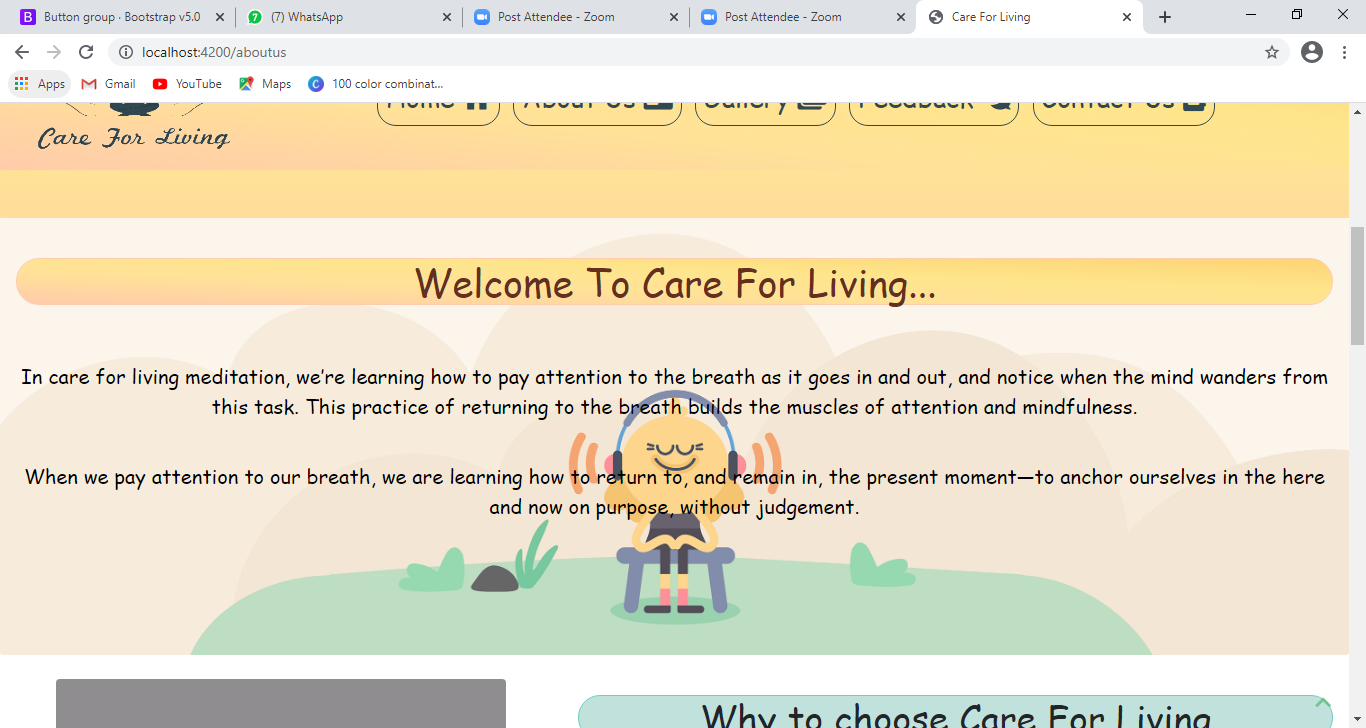 Button group · Bootstrap v5.0
(7) WhatsApp
Post Attendee - Zoom
Post Attendee - Zoom
Care For Living
localhost:4200/aboutus
Apps
Gmail
YouTube
Maps
100 color combinat...
Home
About Us
Gallery
Feedback
Contact Us
Care For Living
Welcome To Care For Living...
In care for living meditation, we're learning how to pay attention to the breath as it goes in and out, and notice when the mind wanders from
this task. This practice of returning to the breath builds the muscles of attention and mindfulness.
When we pay attention to our breath, we are learning how to return to, and remain in, the present moment—to anchor ourselves in the here
and now on purpose, without judgement.
Why to choose Care For Living